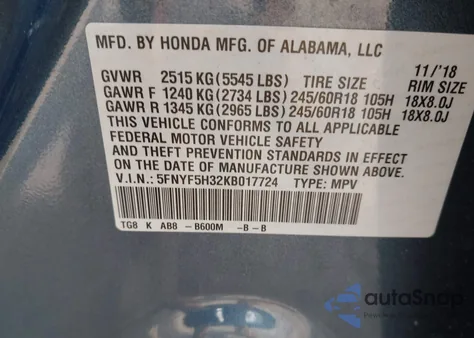 MFD. BY HONDA MFG. OF ALABAMA, LLC
11/'18
GVWR 2515 KG (5545 LBS) TIRE SIZE RIM SIZE
GAWR F 1240 KG (2734 LBS) 245/60R18 105H 18X8.0J
GAWR R 1345 KG (2965 LBS) 245/60R18 105H 18X8.0J
THIS VEHICLE CONFORMS TO ALL APPLICABLE
FEDERAL MOTOR VEHICLE SAFETY
AND THEFT PREVENTION STANDARDS IN EFFECT
ON THE DATE OF MANUFACTURE SHOWN ABOVE.
V.I.N.: 5FNYF5H32KB017724 TYPE: MPV
TG8 K AB8 - B600M -B - B
autoSnap